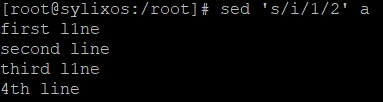 [root@sylixos:/root]# sed 's/i/1/2' a
first l1ne
second line
third l1ne
4th line